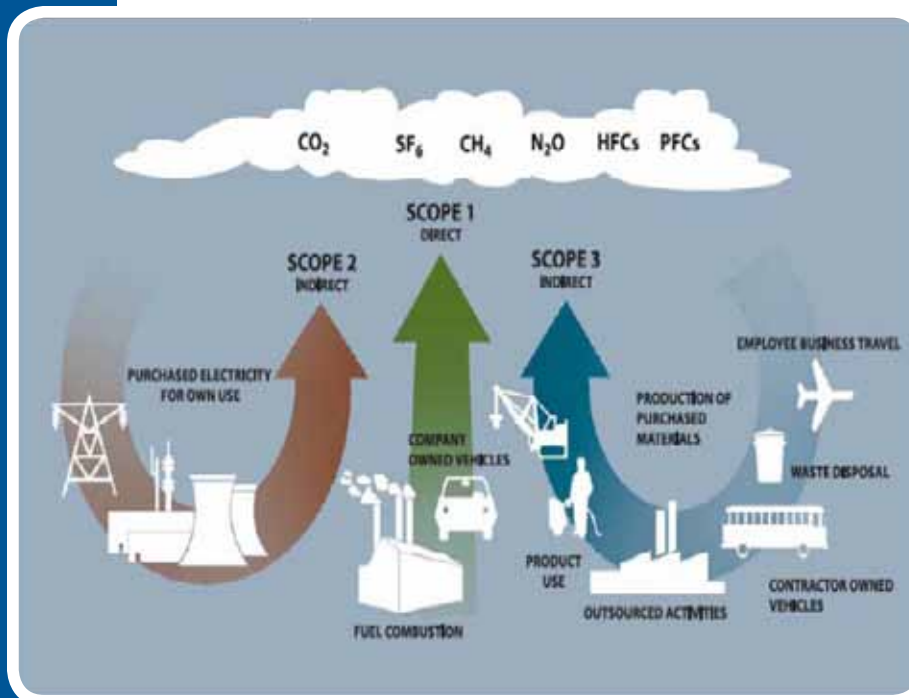 CO₂ SF₆ CH₄ N₂O HFCs PFCs
SCOPE 1
DIRECT
SCOPE 2
INDIRECT
SCOPE 3
INDIRECT
PURCHASED ELECTRICITY
FOR OWN USE
COMPANY
OWNED VEHICLES
FUEL COMBUSTION
PRODUCT
USE
PRODUCTION OF
PURCHASED
MATERIALS
OUTSOURCED ACTIVITIES
EMPLOYEE BUSINESS TRAVEL
WASTE DISPOSAL
CONTRACTOR OWNED
VEHICLES